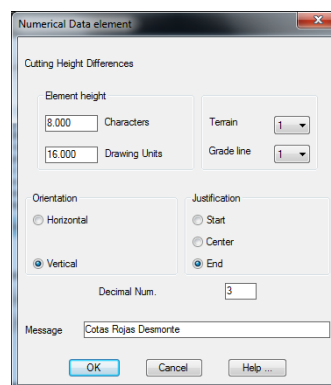 Numerical Data element
Cutting Height Differences
Element height
8.000 Characters
16.000 Drawing Units
Terrain 1
Grade line 1
Orientation
Horizontal
Vertical
Justification
Start
Center
End
Decimal Num. 3
Message Cotas Rojas Desmonte
OK Cancel Help ...